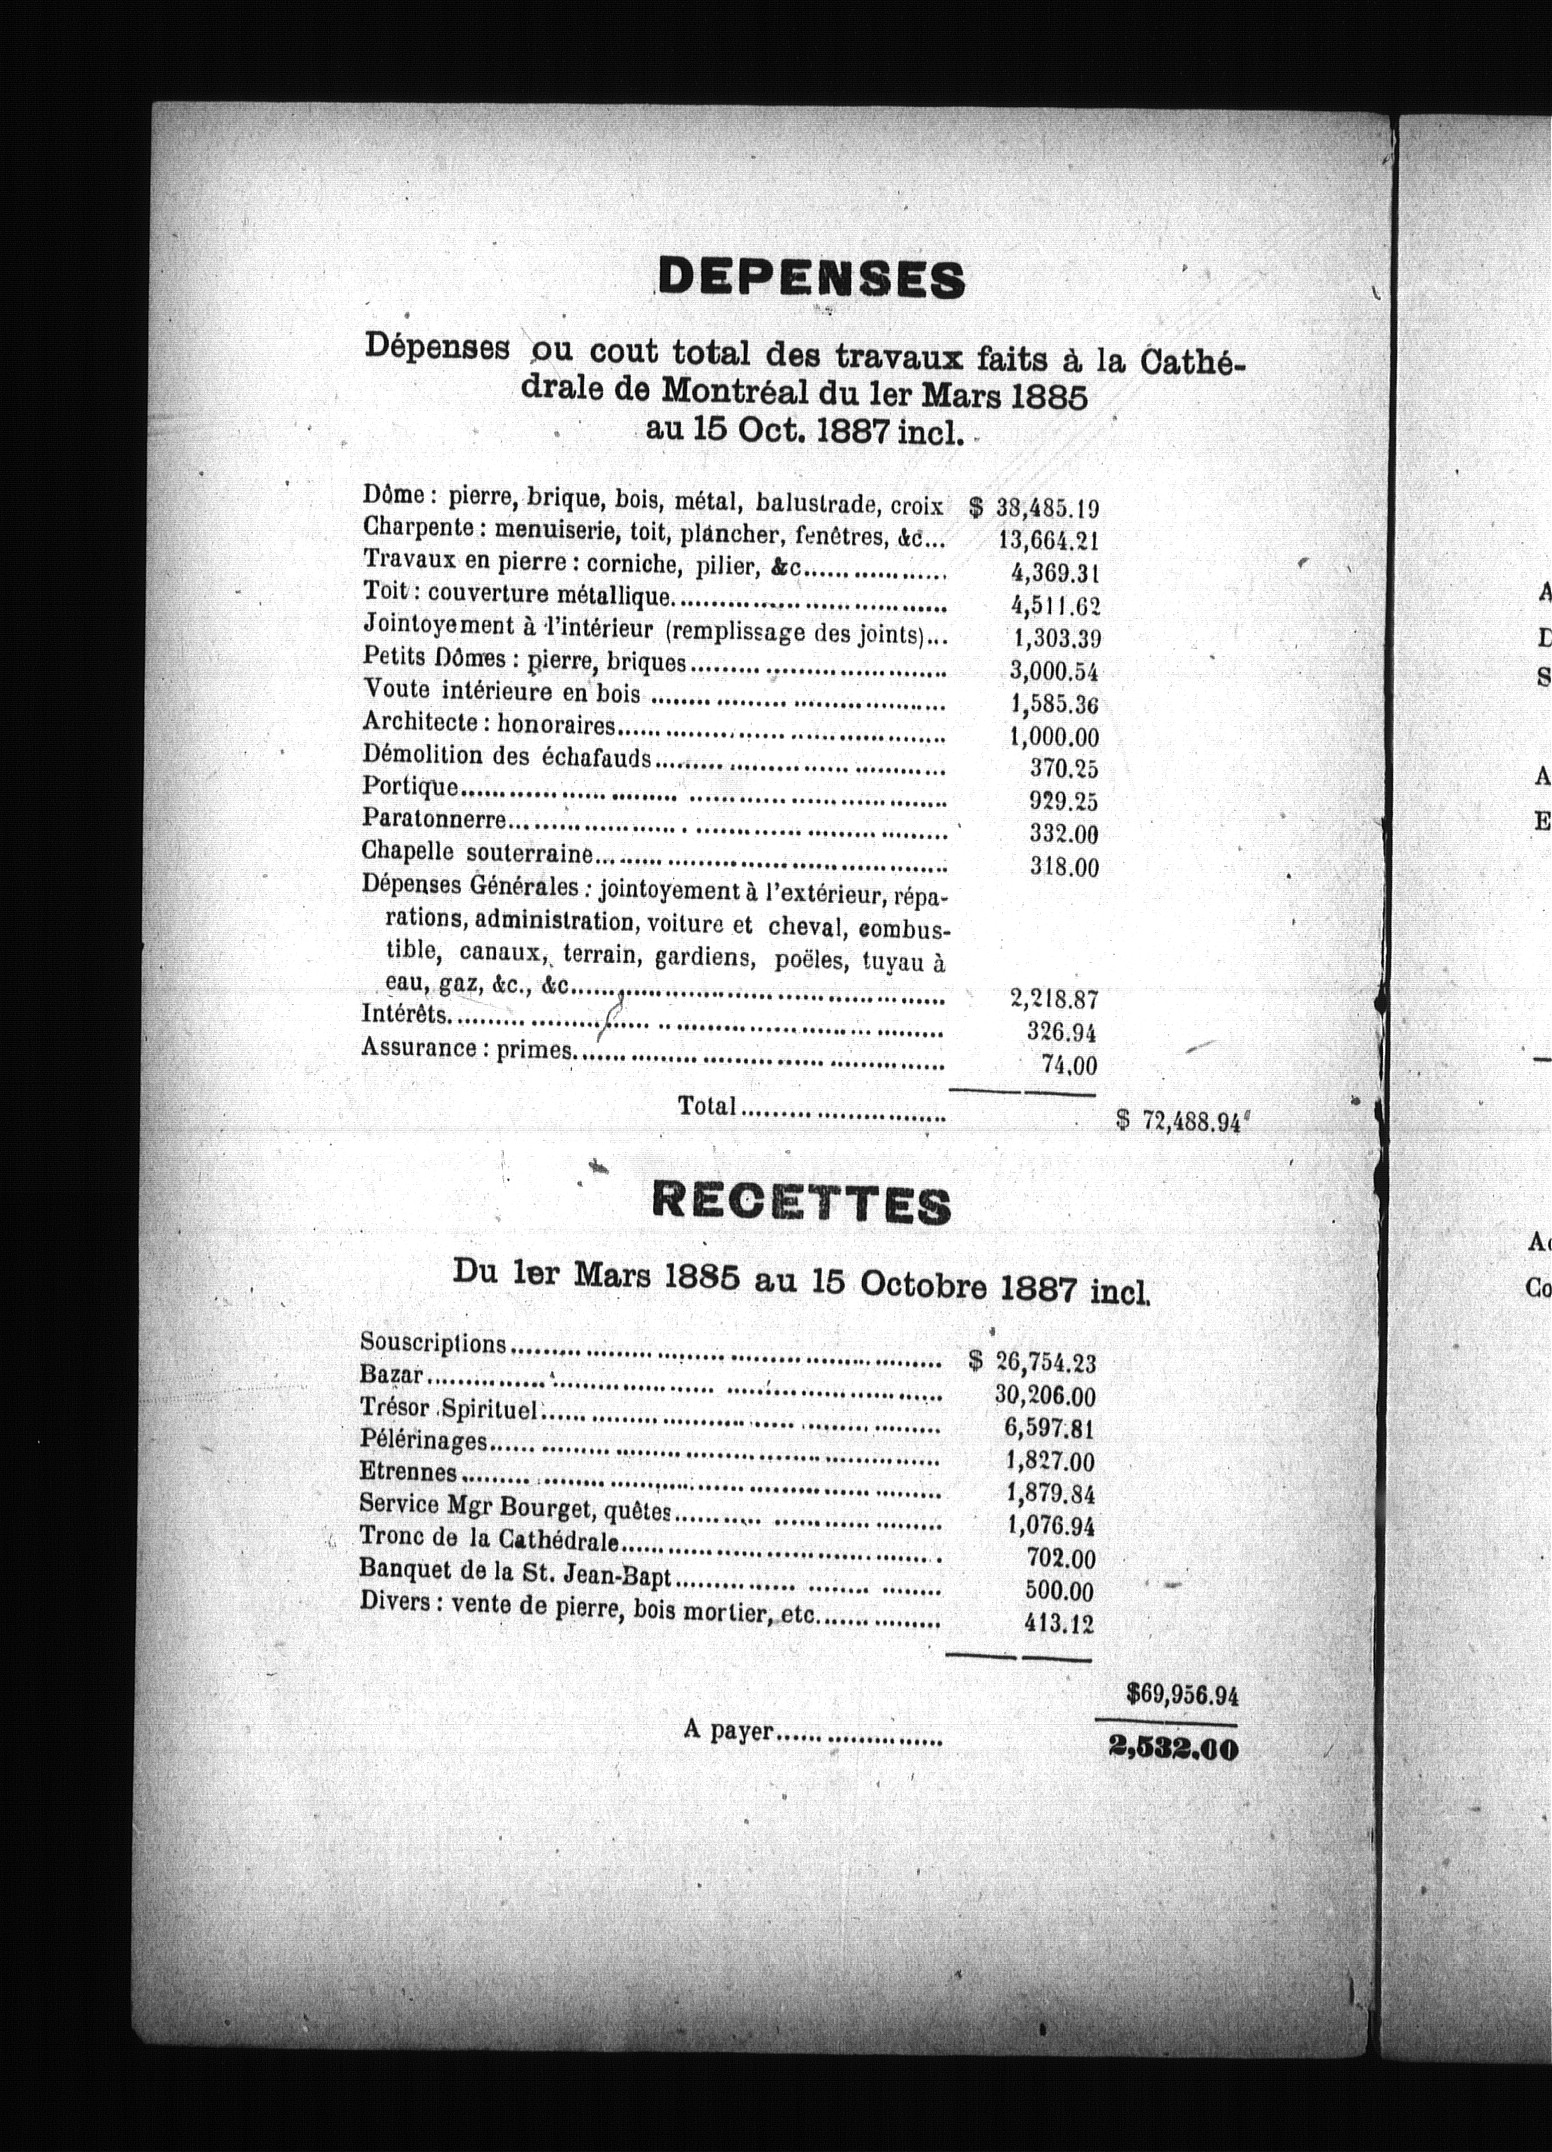 DEPENSES
Dépenses ou cout total des travaux faits à la Cathé-
drale de Montréal du 1er Mars 1885
au 15 Oct. 1887 incl.
Dôme : pierre, brique, bois, métal, balustrade, croix $ 38,485.19
Charpente : menuiserie, toit, plancher, fenêtres, &c... 13,664.21
Travaux en pierre : corniche, pilier, &c.................. 4,369.31
Toit : couverture métallique................................. 4,511.62
Jointoyement à l'intérieur (remplissage des joints)... 1,303.39
Petits Dômes : pierre, briques.............................. 3,000.54
Voute intérieure en bois .................................... 1,585.36
Architecte : honoraires........................................ 1,000.00
Démolition des échafauds.................................... 370.25
Portique............................................................ 929.25
Paratonnerre...................................................... 332.00
Chapelle souterraine............................................ 318.00
Dépenses Générales : jointoyement à l'extérieur, répa-
rations, administration, voiture et cheval, combus-
tible, canaux, terrain, gardiens, poëles, tuyau à
eau, gaz, &c., &c............................................. 2,218.87
Intérêts............................................................. 326.94
Assurance : primes.............................................. 74.00
Total........................... $ 72,488.94
RECETTES
Du 1er Mars 1885 au 15 Octobre 1887 incl.
Souscriptions...................................................... $ 26,754.23
Bazar................................................................ 30,206.00
Trésor Spirituel................................................... 6,597.81
Pélérinages......................................................... 1,827.00
Etrennes............................................................ 1,879.84
Service Mgr Bourget, quêtes................................. 1,076.94
Tronc de la Cathédrale......................................... 702.00
Banquet de la St. Jean-Bapt................................. 500.00
Divers : vente de pierre, bois mortier, etc............... 413.12
$69,956.94
A payer..................... 2,532.00
A
D
S
A
E
Co